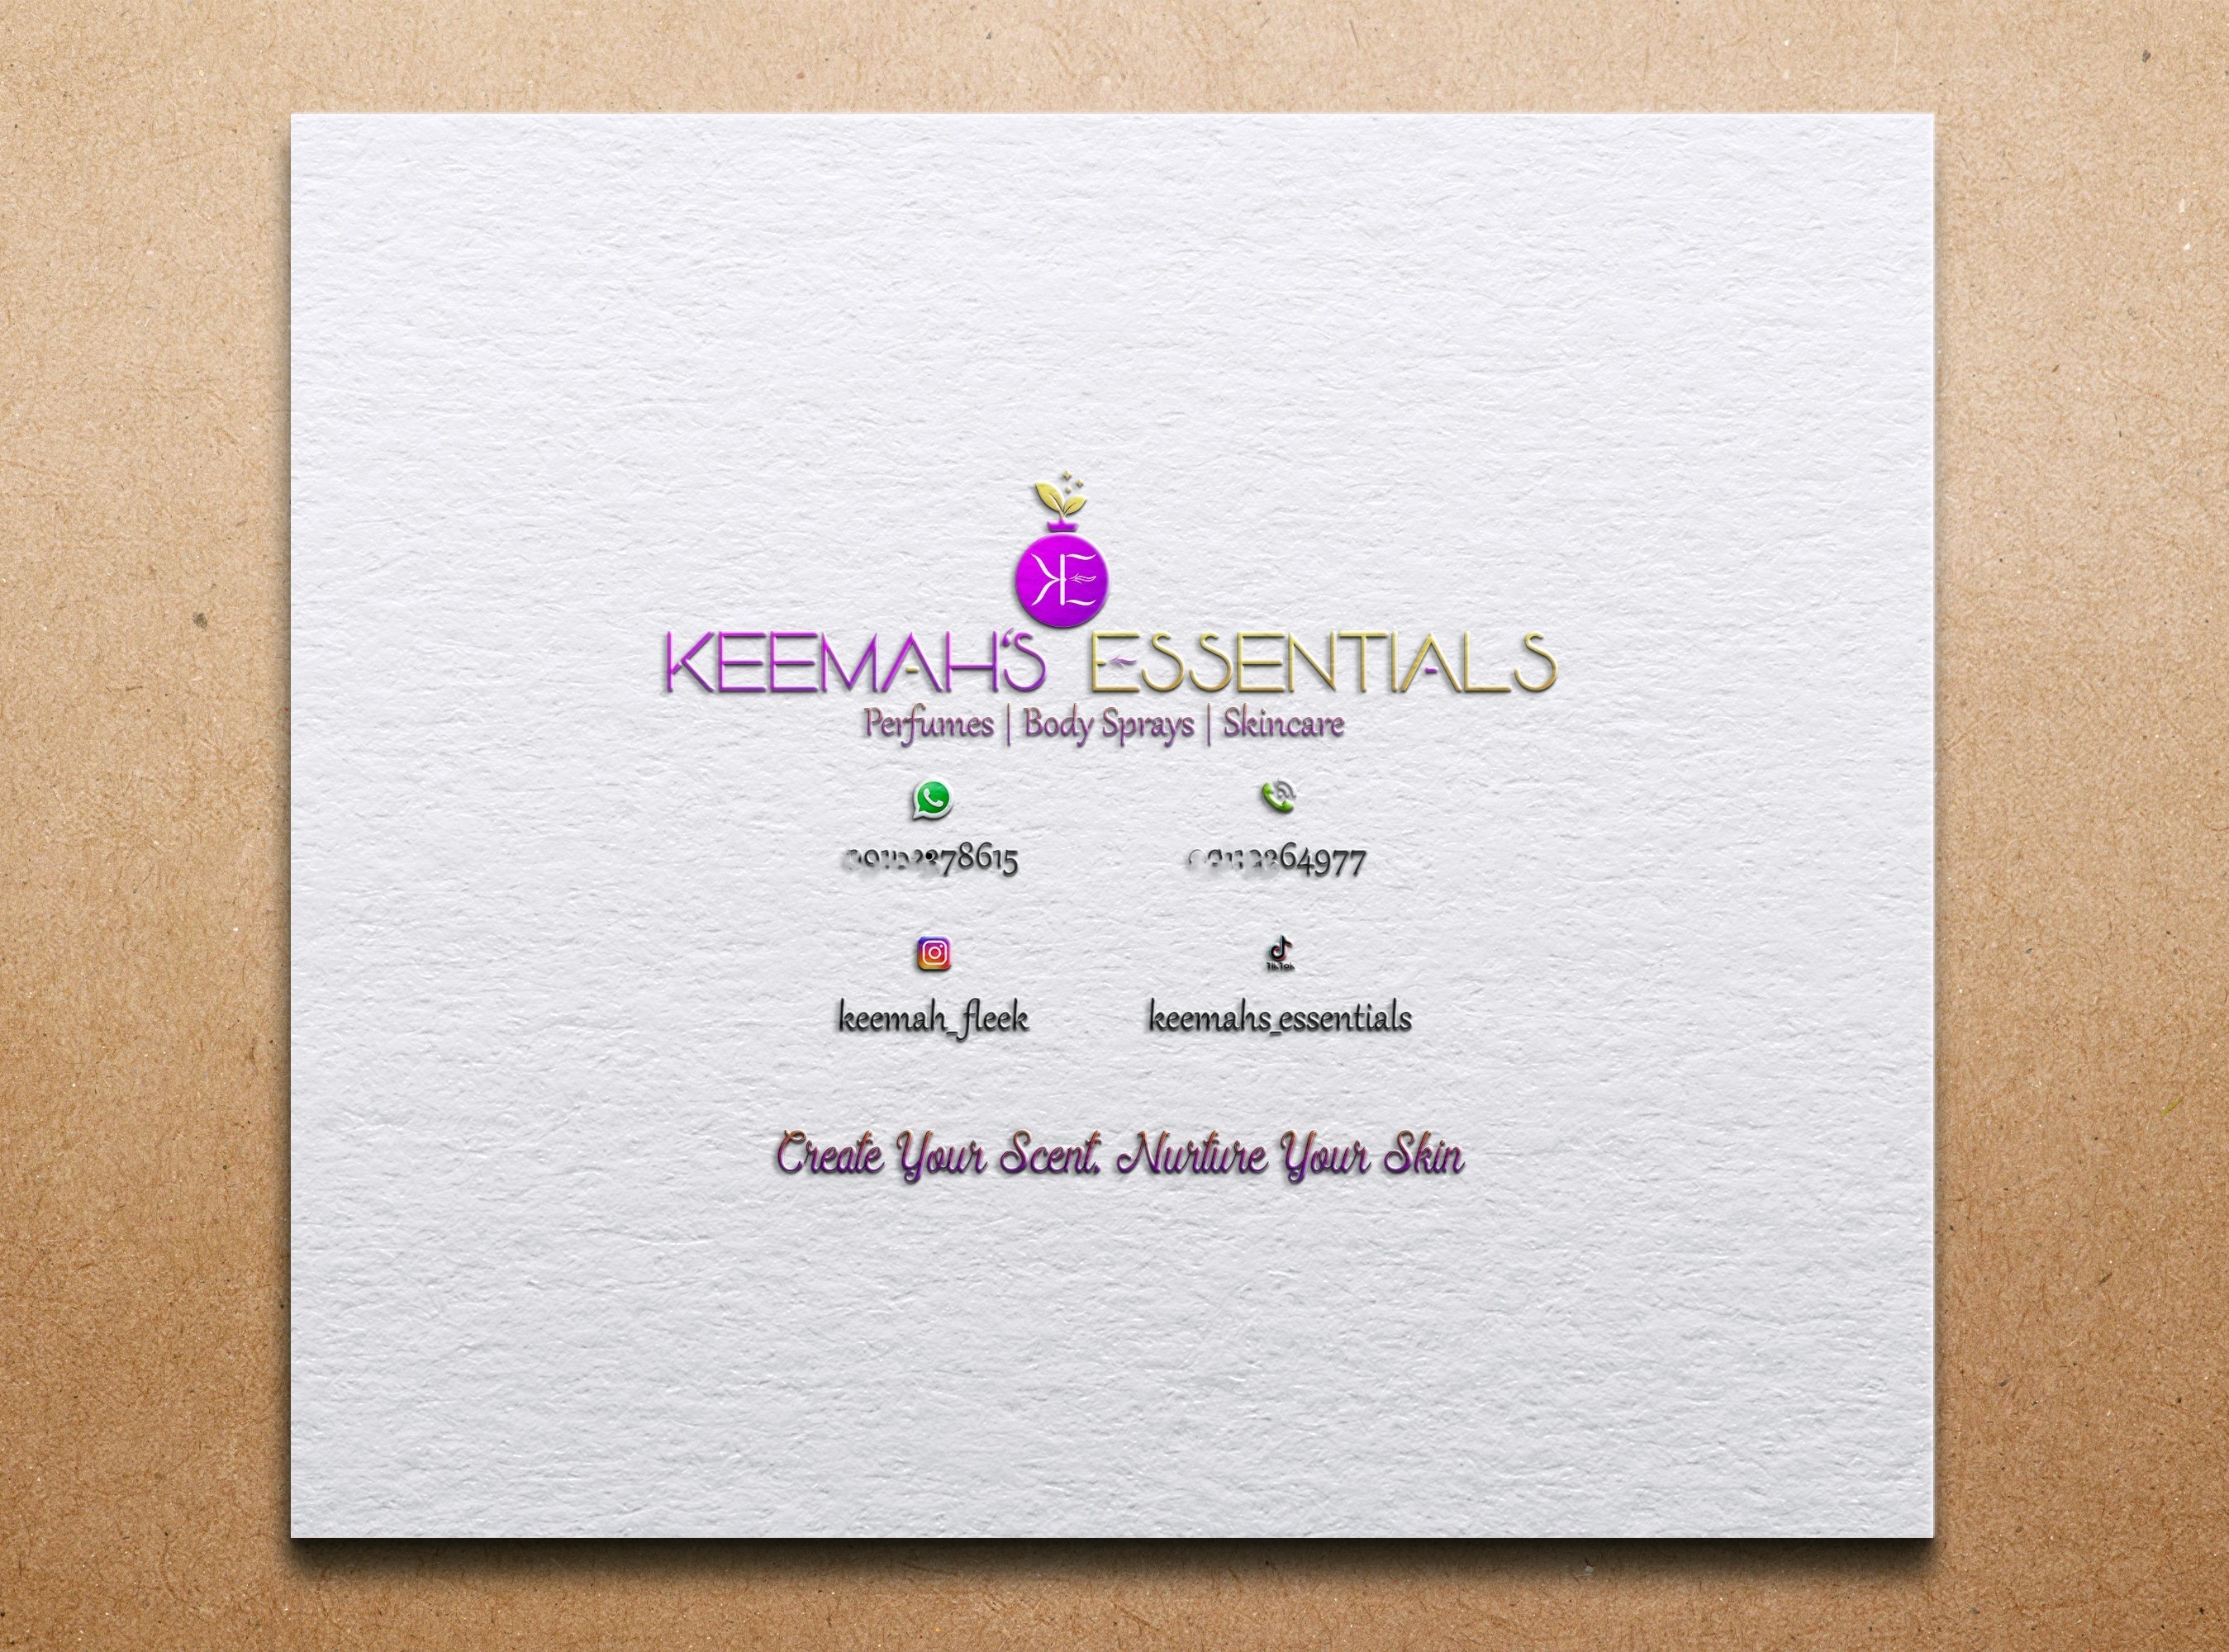 KE
KEEMAH'S ESSENTIALS
Perfumes | Body Sprays | Skincare
keemah_fleek keemahs_essentials
Create Your Scent, Nurture Your Skin